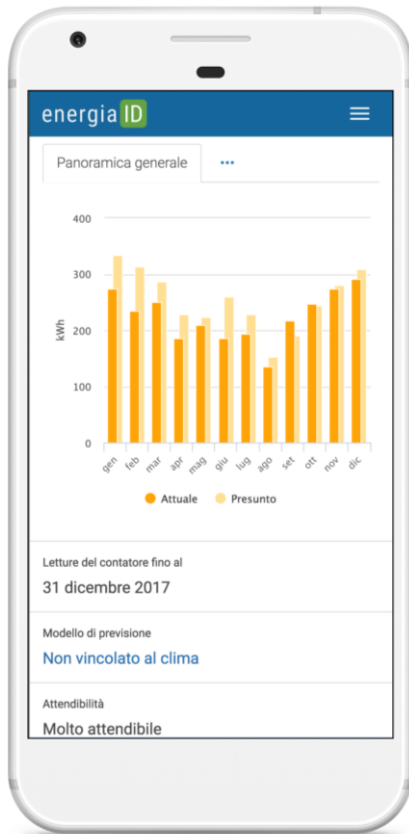 energiaID
Panoramica generale ...
400
300
200
100
0
kWh
gen feb mar apr mag giu lug ago set ott nov dic
Attuale Presunto
Letture del contatore fino al
31 dicembre 2017
Modello di previsione
Non vincolato al clima
Attendibilità
Molto attendibile